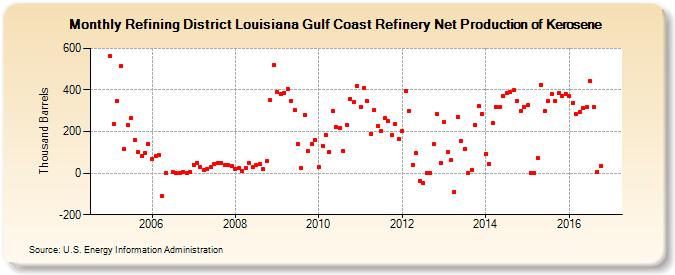 Monthly Refining District Louisiana Gulf Coast Refinery Net Production of Kerosene
Thousand Barrels
600
400
200
0
-200
2006 2008 2010 2012 2014 2016
Source: U.S. Energy Information Administration